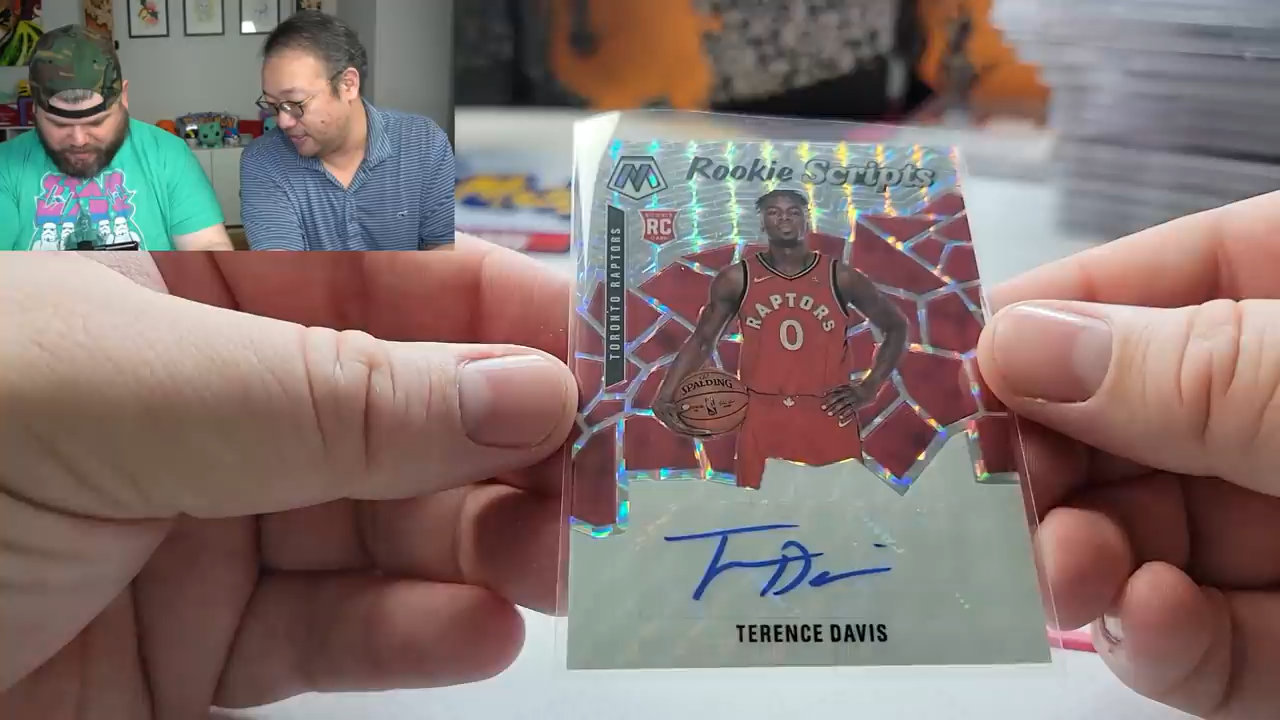 Rookie Scripts
RC
TORONTO RAPTORS
RAPTORS
0
SPALDING
TERENCE DAVIS